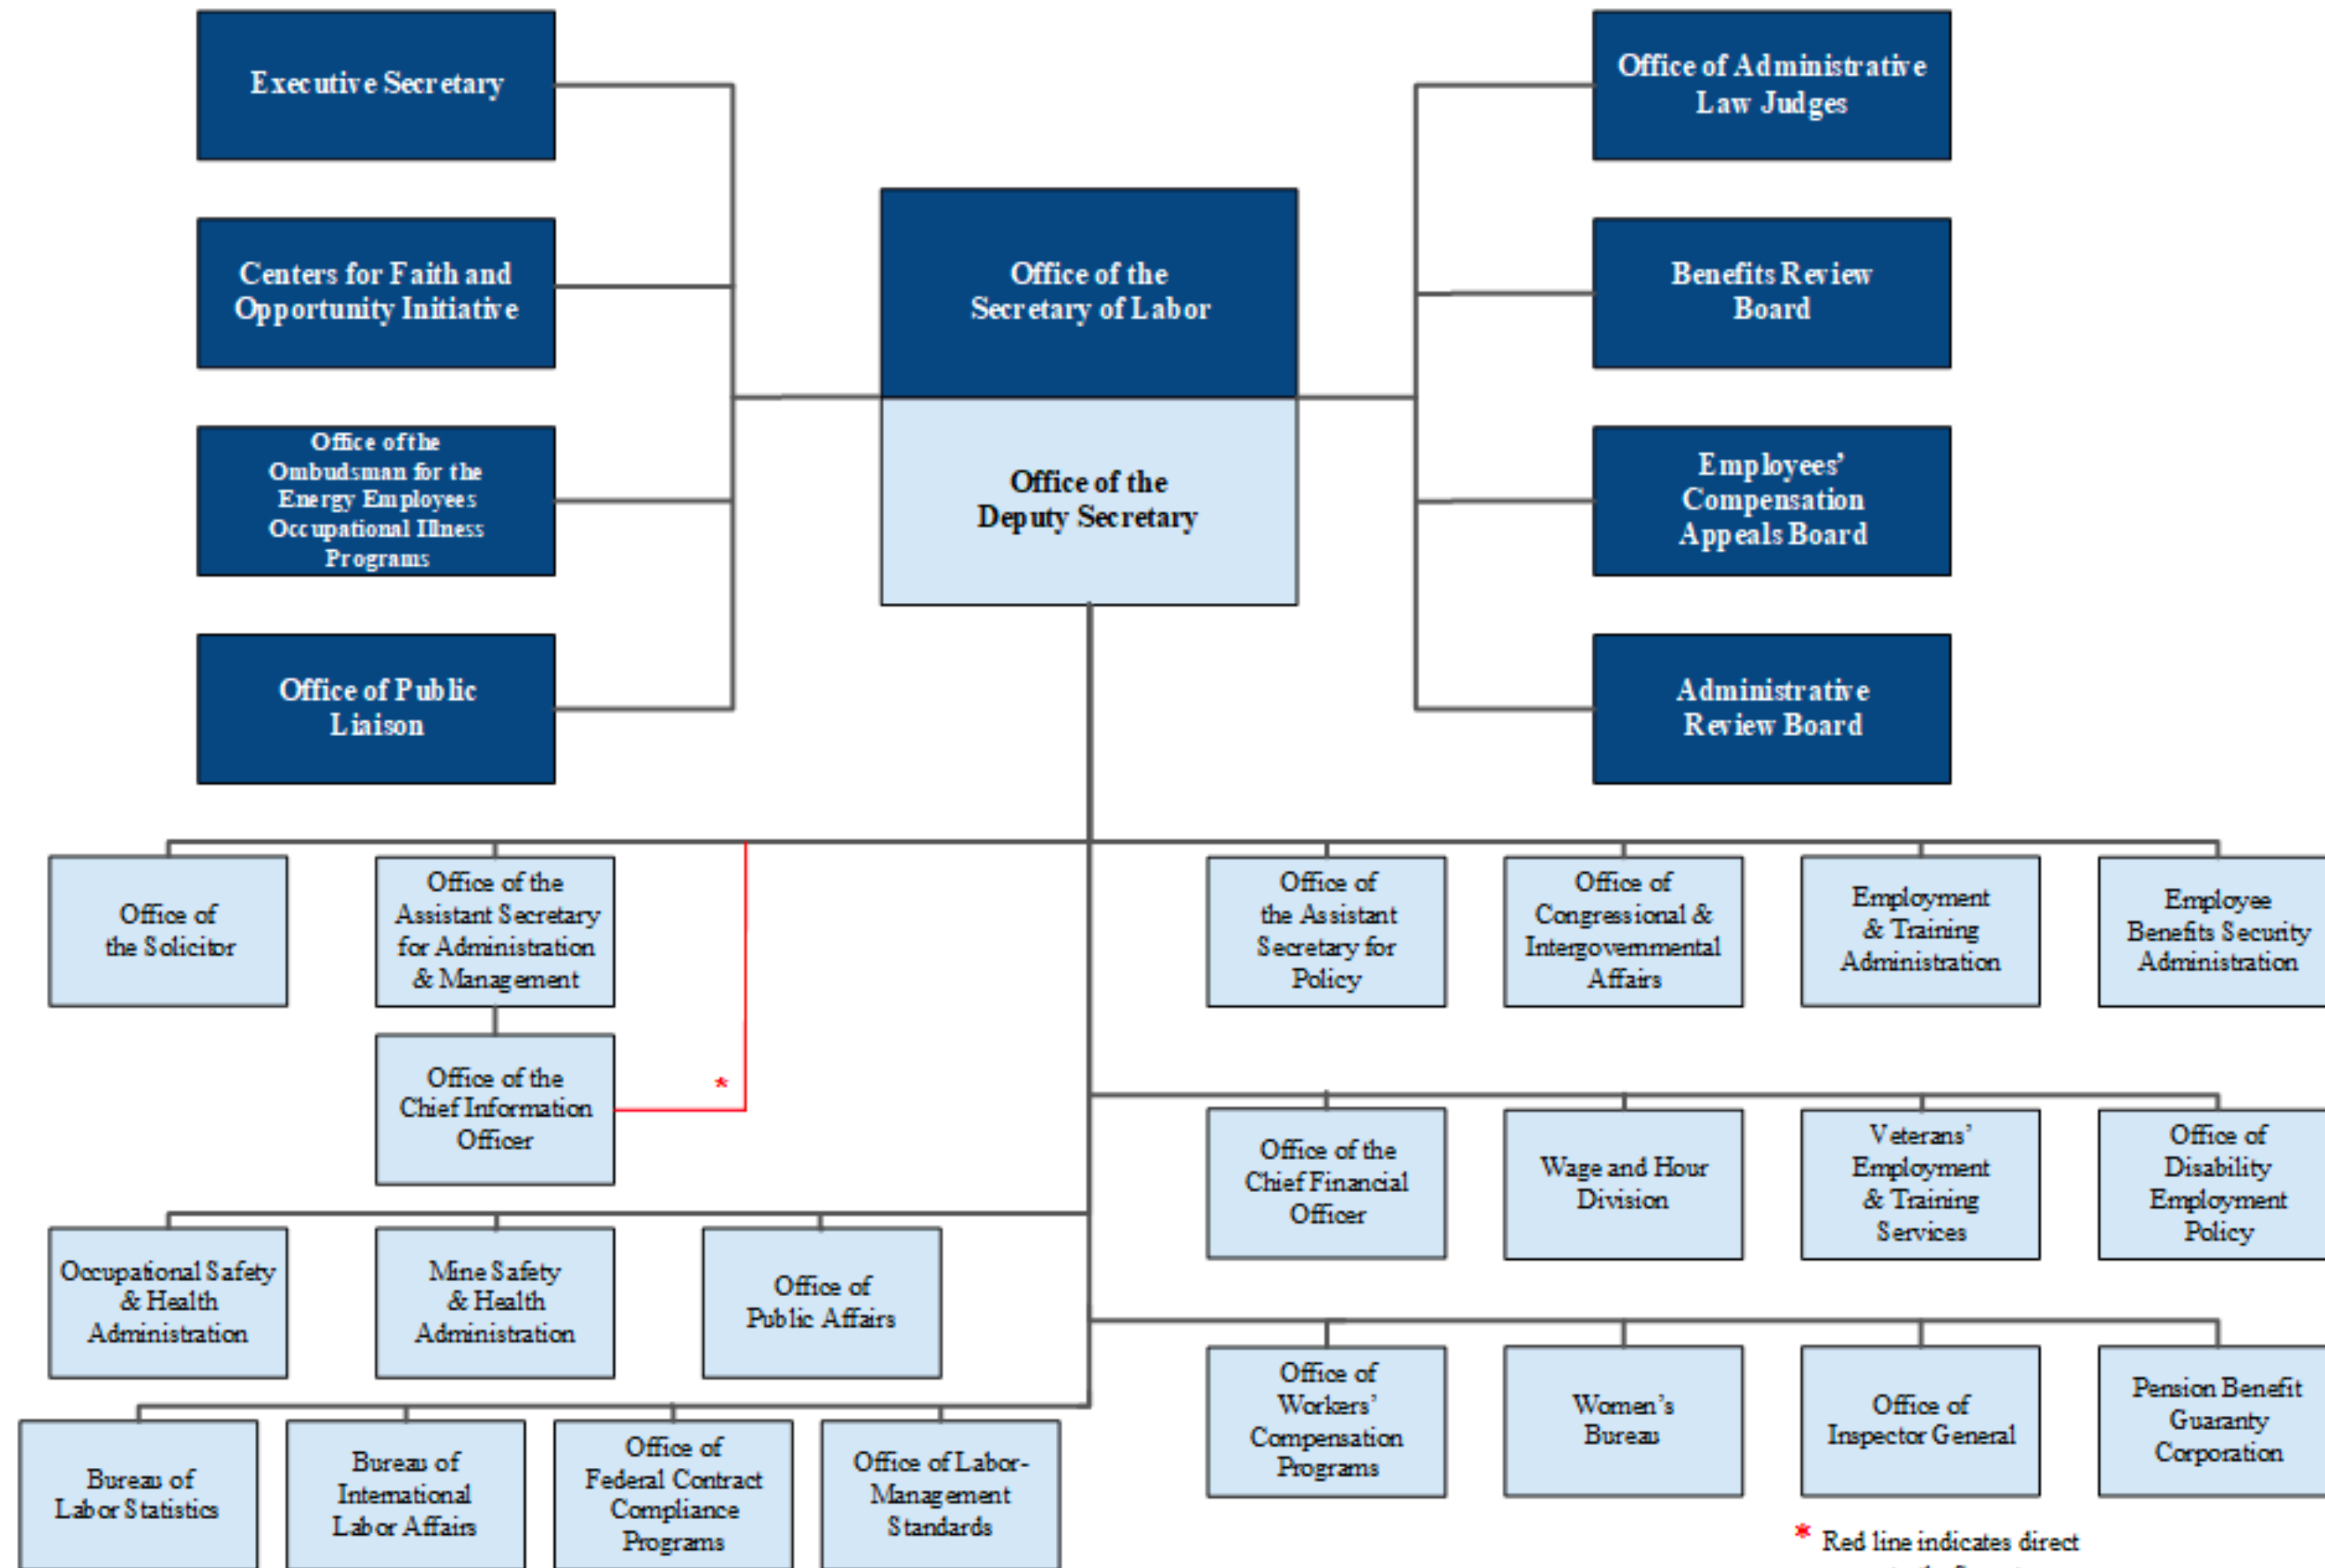 Executive Secretary
Office of Administrative
Law Judges
Office of the
Secretary of Labor
Centers for Faith and
Opportunity Initiative
Benefits Review
Board
Office of the
Ombudsman for the
Energy Employees
Occupational Illness
Programs
Office of the
Deputy Secretary
Employees’
Compensation
Appeals Board
Office of Public
Liaison
Administrative
Review Board
Office of
the Solicitor
Office of the
Assistant Secretary
for Administration
& Management
Office of
the Assistant
Secretary for
Policy
Office of
Congressional &
Intergovernmental
Affairs
Employment
& Training
Administration
Employee
Benefits Security
Administration
Office of the
Chief Information
Officer
*
Office of the
Chief Financial
Officer
Wage and Hour
Division
Veterans’
Employment
& Training
Services
Office of
Disability
Employment
Policy
Occupational Safety
& Health
Administration
Mine Safety
& Health
Administration
Office of
Public Affairs
Office of
Workers’
Compensation
Programs
Women’s
Bureau
Office of
Inspector General
Pension Benefit
Guaranty
Corporation
Bureau of
Labor Statistics
Bureau of
International
Labor Affairs
Office of
Federal Contract
Compliance
Programs
Office of Labor-
Management
Standards
* Red line indicates direct